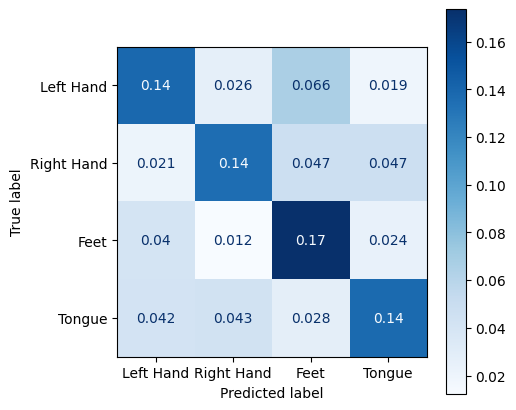 0.16
Left Hand 0.14 0.026 0.066 0.019
0.14
Right Hand 0.021 0.14 0.047 0.047
0.12
0.10
True label
0.08
Feet 0.04 0.012 0.17 0.024
0.06
Tongue 0.042 0.043 0.028 0.14
0.04
0.02
Left Hand Right Hand Feet Tongue
Predicted label